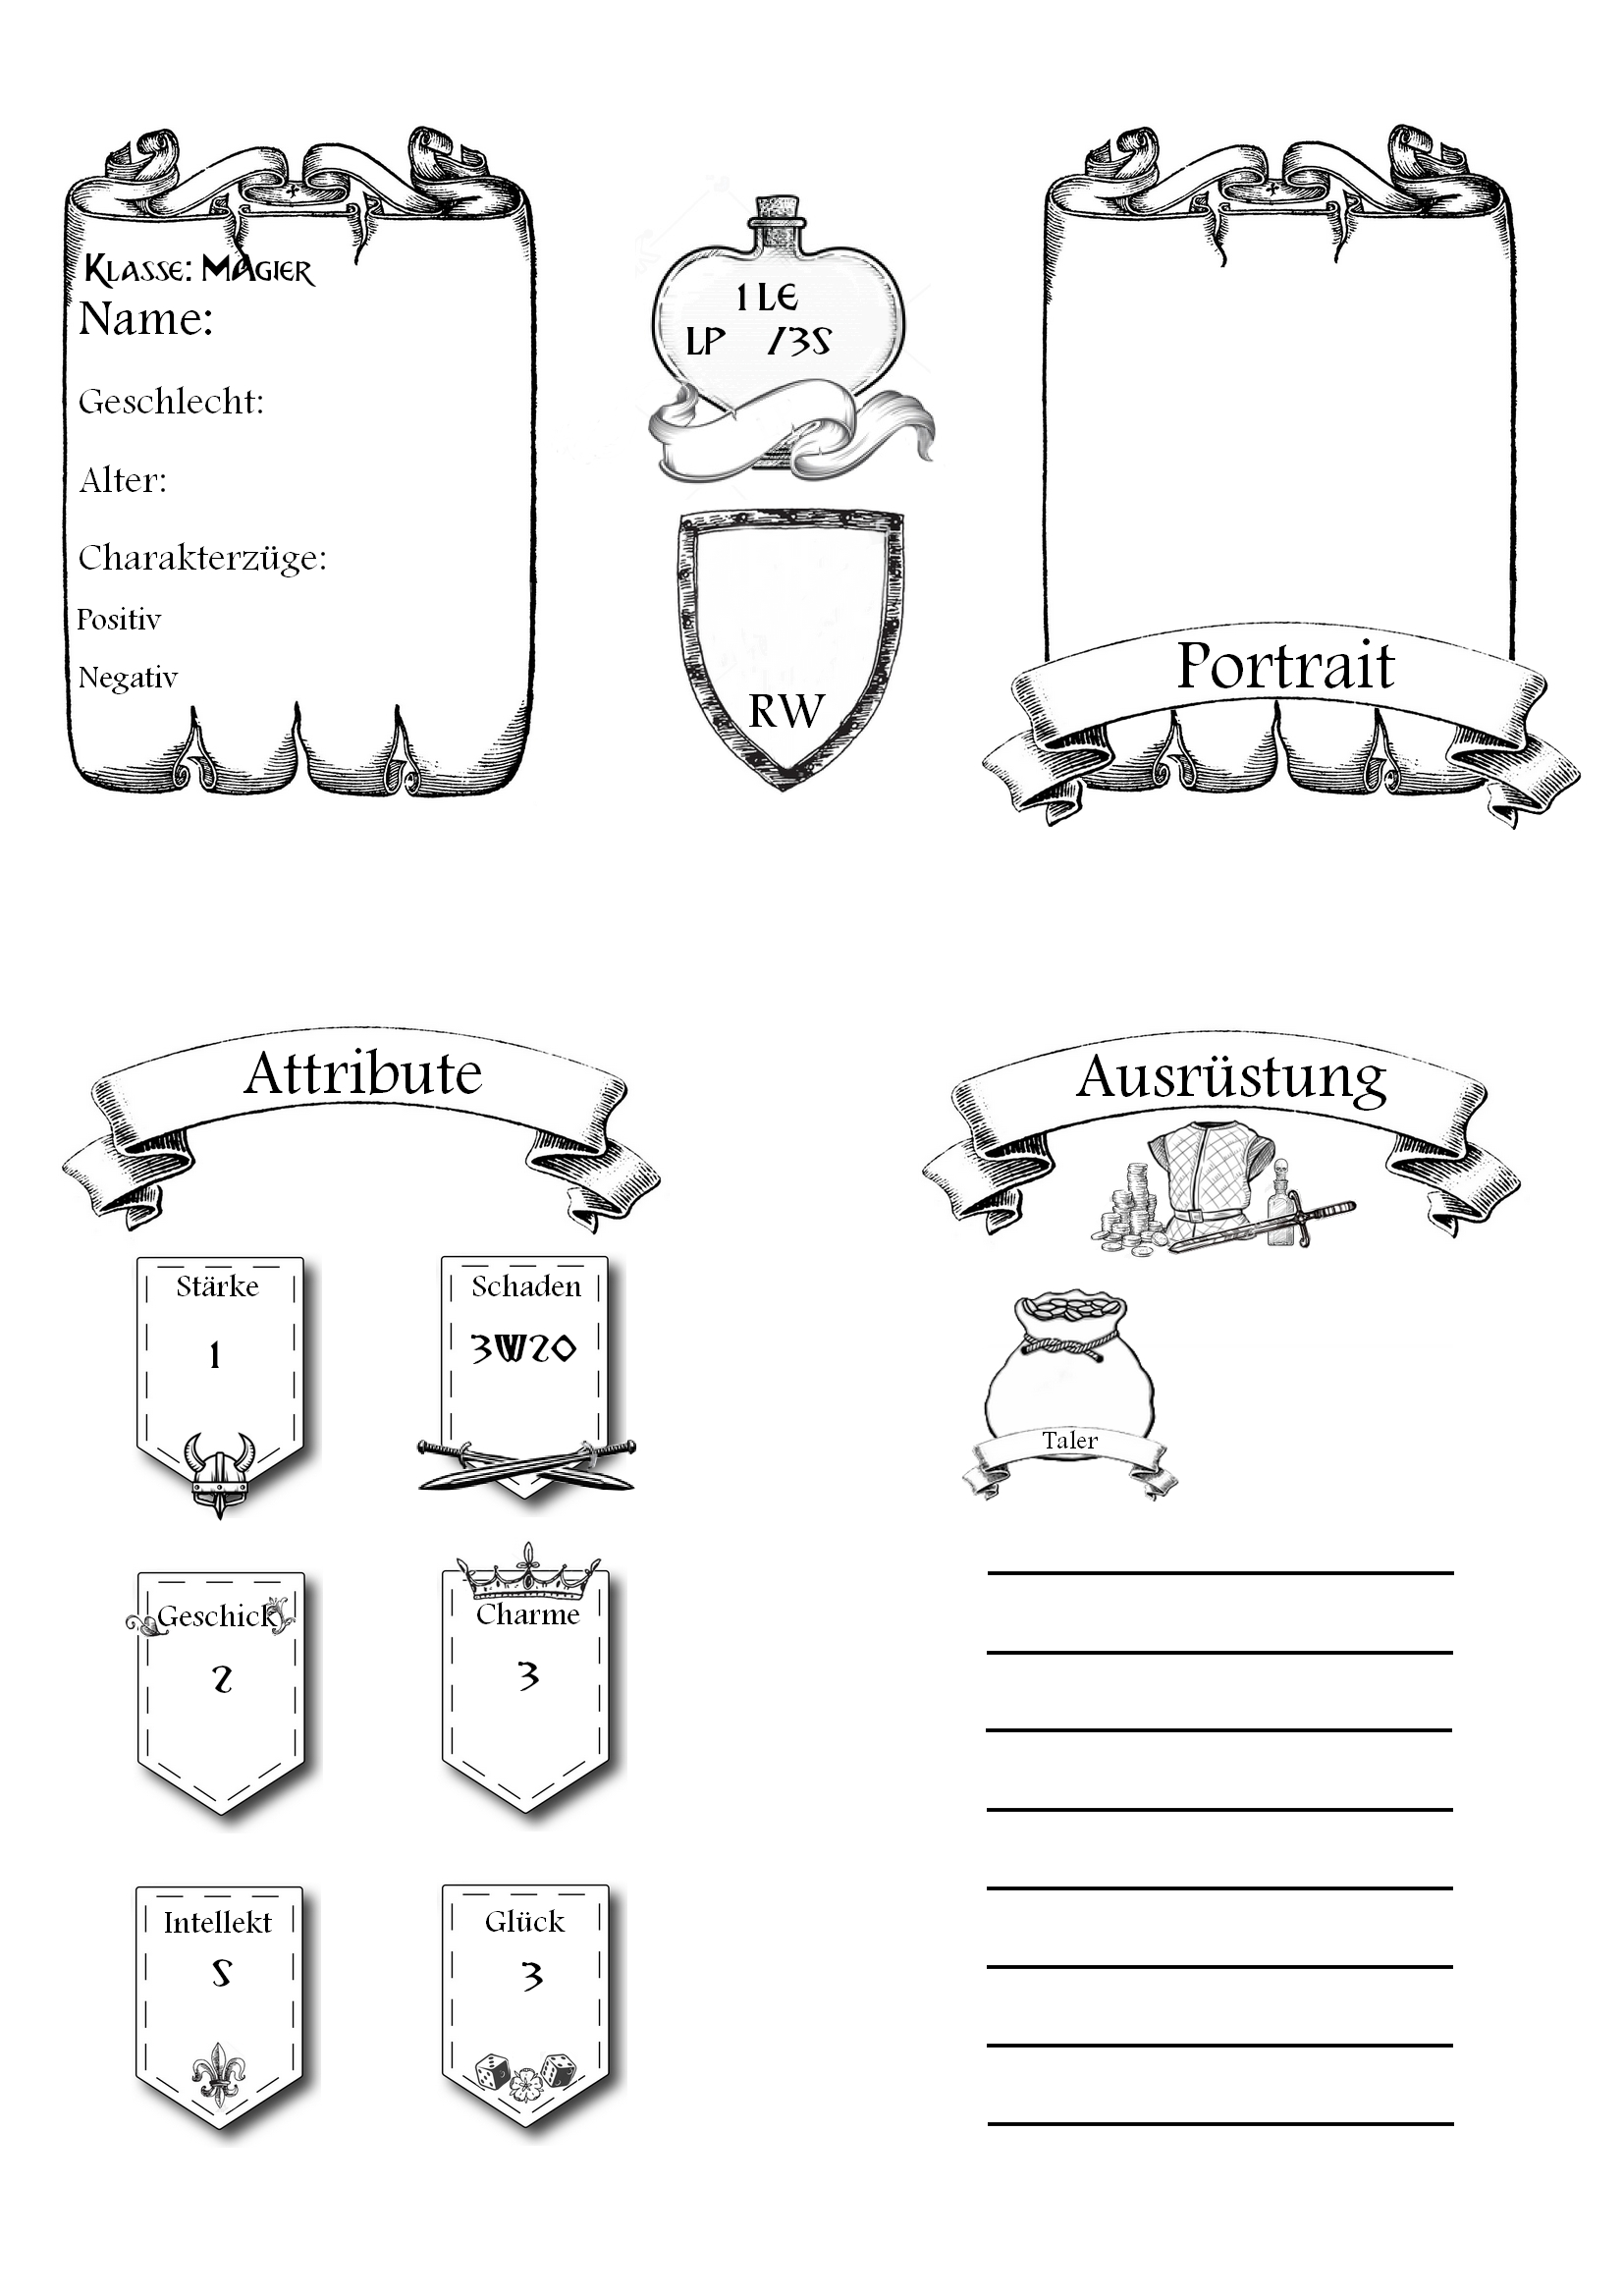 Klasse: Magier
Name:
Geschlecht:
Alter:
Charakterzüge:
Positiv
Negativ
1 LE
LP /35
RW
Portrait
Attribute
Stärke
1
Schaden
3W20
Geschick
2
Charme
3
Intellekt
5
Glück
3
Ausrüstung
Taler